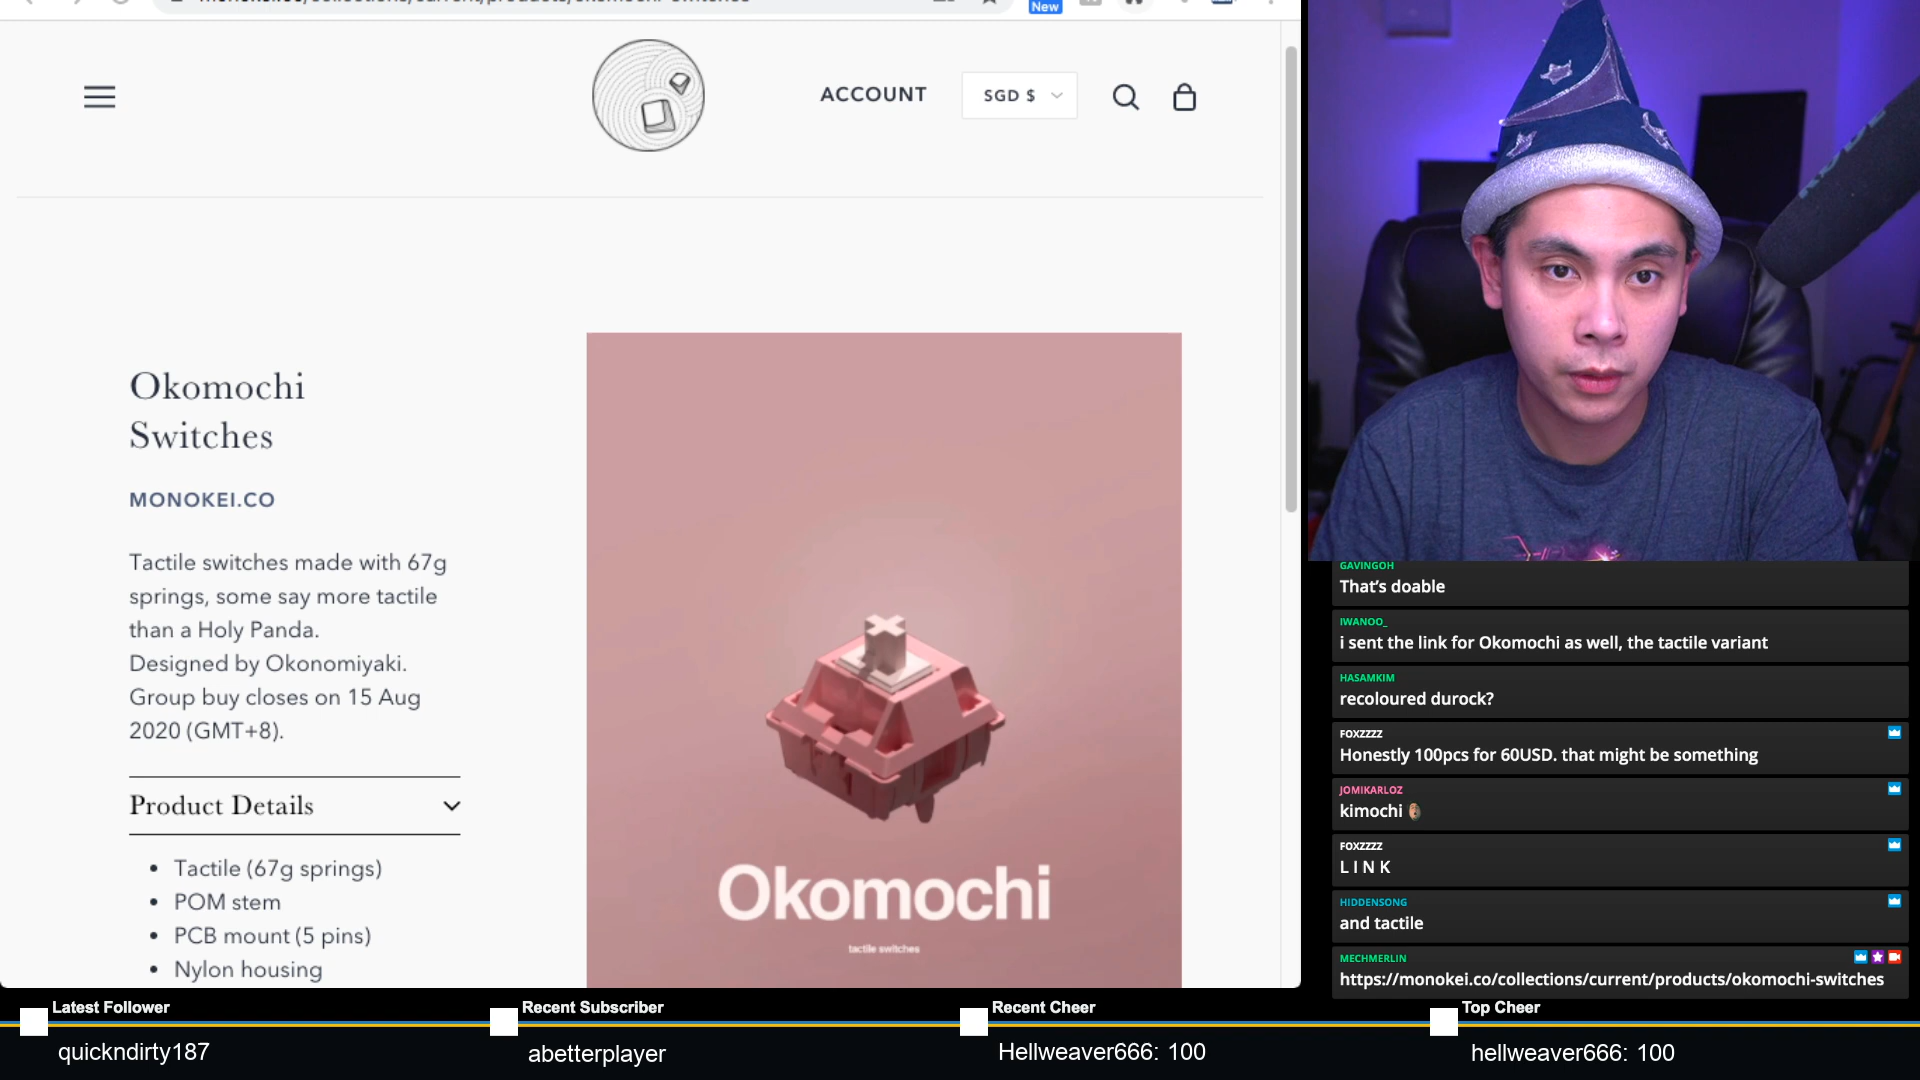 New
ACCOUNT
SGD $
Okomochi
Switches
MONOKEI.CO
Tactile switches made with 67g
springs, some say more tactile
than a Holy Panda.
Designed by Okonomiyaki.
Group buy closes on 15 Aug
2020 (GMT+8).
Product Details
• Tactile (67g springs)
• POM stem
• PCB mount (5 pins)
• Nylon housing
Okomochi
tactile switches
GAVINGOH
That's doable
IWANOO_
i sent the link for Okomochi as well, the tactile variant
HASAMKIM
recoloured durock?
FOXZZZZ
Honestly 100pcs for 60USD. that might be something
JOMIKARLOZ
kimochi
FOXZZZZ
L I N K
HIDDENSONG
and tactile
MECHMERLIN
https://monokei.co/collections/current/products/okomochi-switches
Latest Follower
quickndirty187
Recent Subscriber
abetterplayer
Recent Cheer
Hellweaver666: 100
Top Cheer
hellweaver666: 100